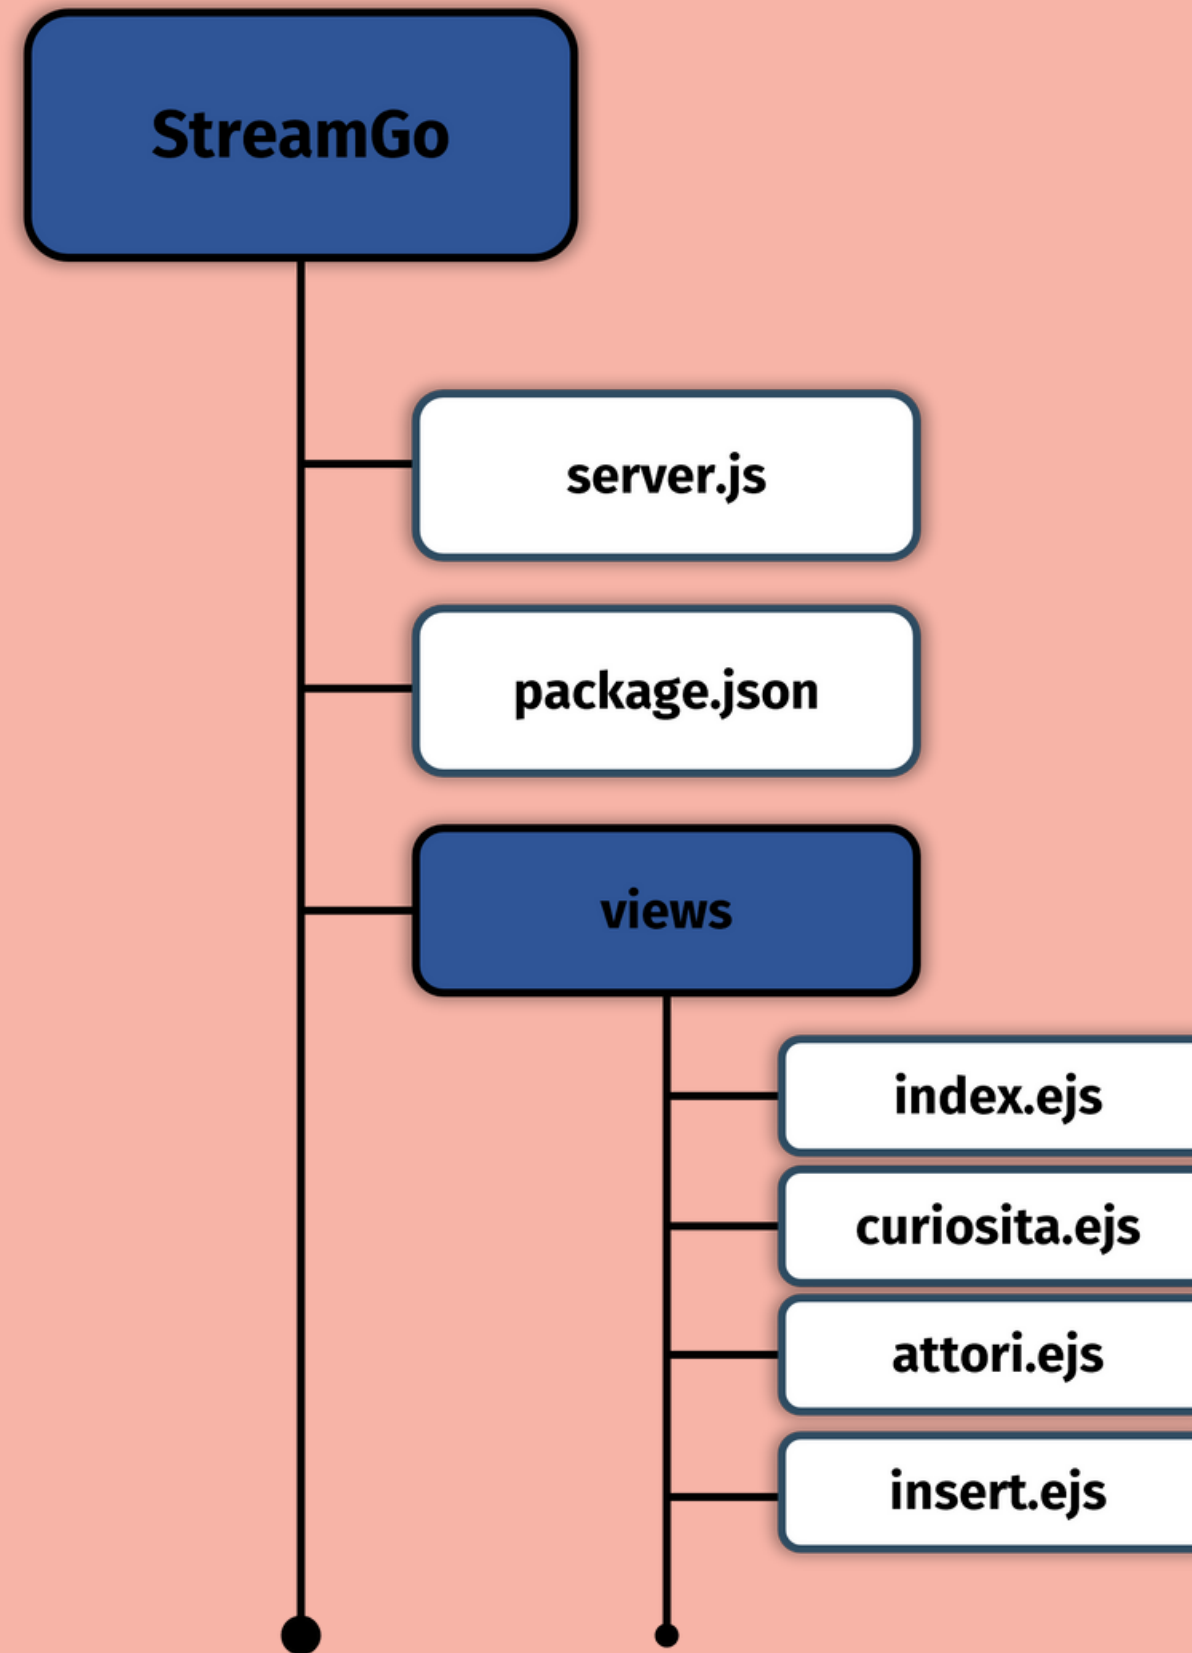 StreamGo
server.js
package.json
views
index.ejs
curiosita.ejs
attori.ejs
insert.ejs